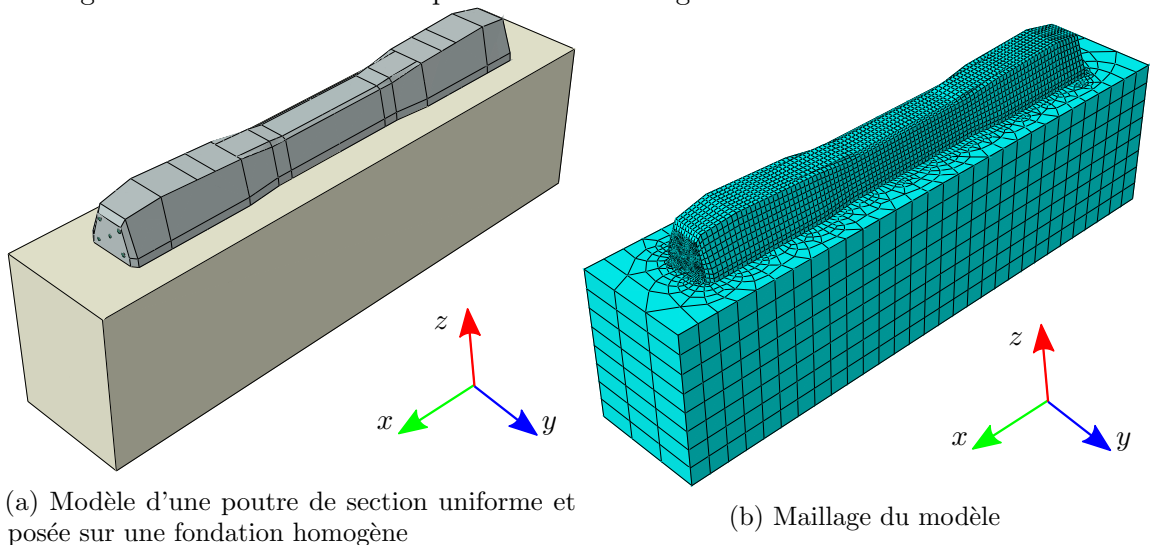 z
x
y
z
x
y
(a) Modèle d'une poutre de section uniforme et
posée sur une fondation homogène
(b) Maillage du modèle